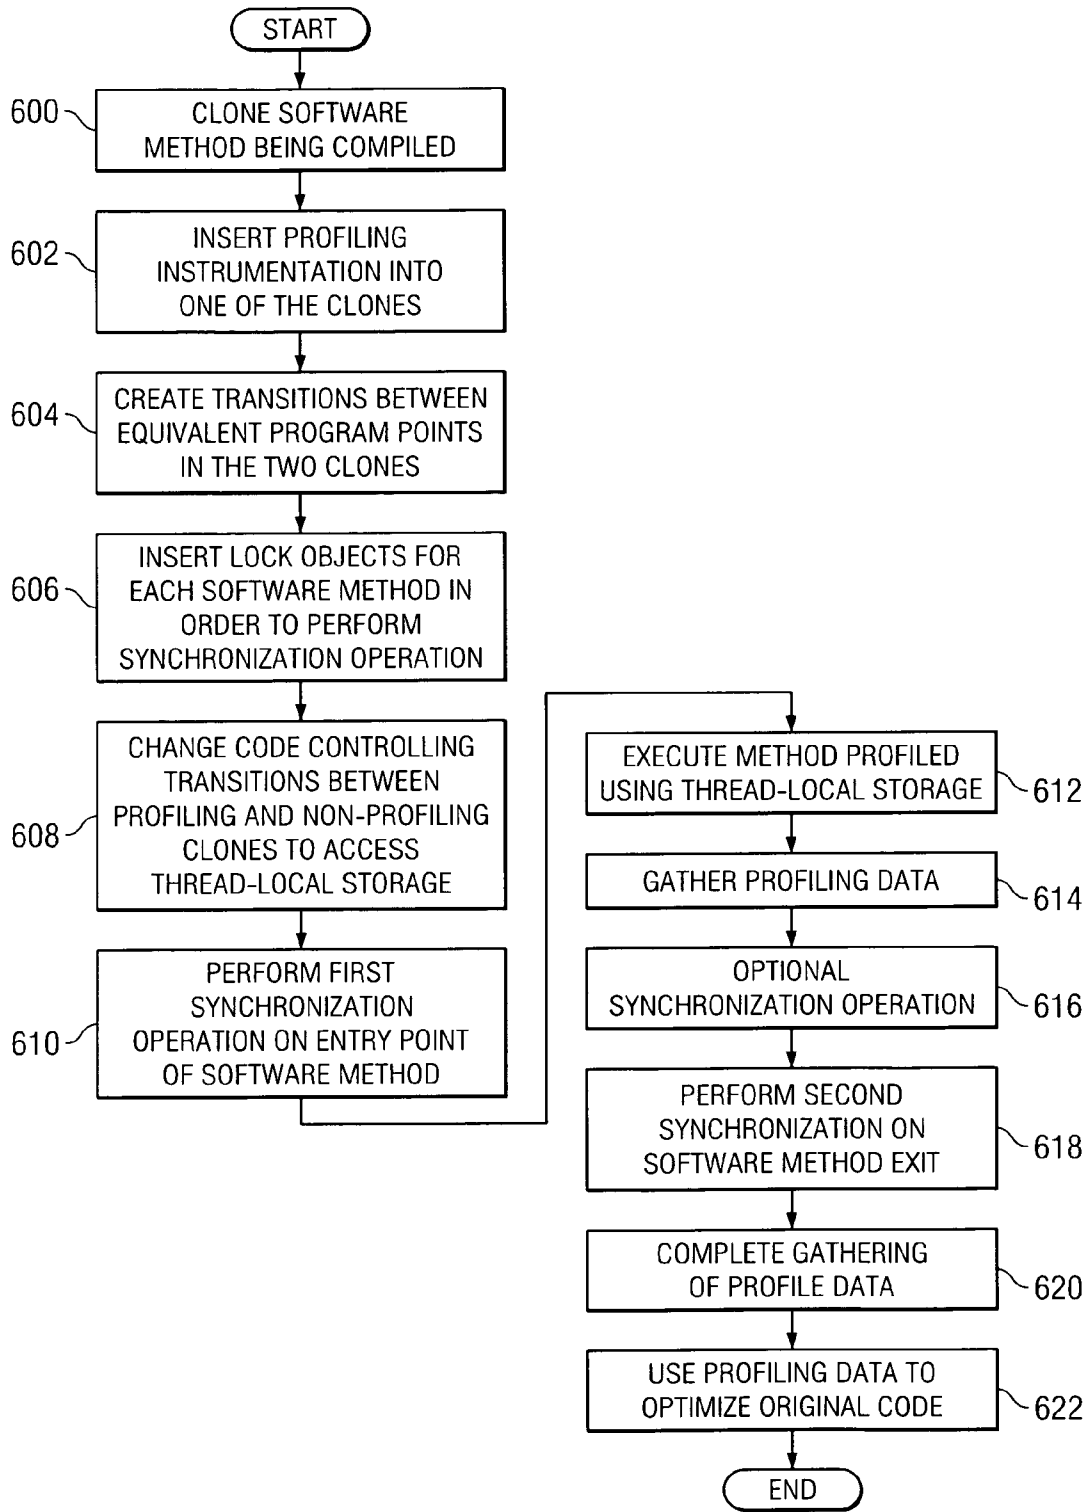 START
600
CLONE SOFTWARE
METHOD BEING COMPILED
602
INSERT PROFILING
INSTRUMENTATION INTO
ONE OF THE CLONES
604
CREATE TRANSITIONS BETWEEN
EQUIVALENT PROGRAM POINTS
IN THE TWO CLONES
606
INSERT LOCK OBJECTS FOR
EACH SOFTWARE METHOD IN
ORDER TO PERFORM
SYNCHRONIZATION OPERATION
608
CHANGE CODE CONTROLLING
TRANSITIONS BETWEEN
PROFILING AND NON-PROFILING
CLONES TO ACCESS
THREAD-LOCAL STORAGE
610
PERFORM FIRST
SYNCHRONIZATION
OPERATION ON ENTRY POINT
OF SOFTWARE METHOD
EXECUTE METHOD PROFILED
USING THREAD-LOCAL STORAGE
612
GATHER PROFILING DATA
614
OPTIONAL
SYNCHRONIZATION OPERATION
616
PERFORM SECOND
SYNCHRONIZATION ON
SOFTWARE METHOD EXIT
618
COMPLETE GATHERING
OF PROFILE DATA
620
USE PROFILING DATA TO
OPTIMIZE ORIGINAL CODE
622
END